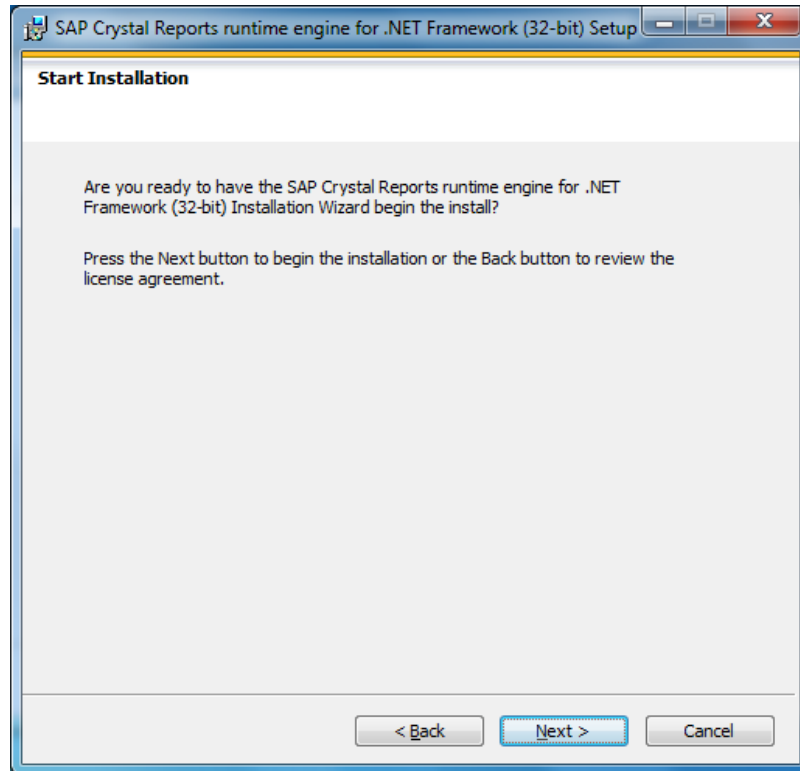 SAP Crystal Reports runtime engine for .NET Framework (32-bit) Setup
Start Installation
Are you ready to have the SAP Crystal Reports runtime engine for .NET
Framework (32-bit) Installation Wizard begin the install?
Press the Next button to begin the installation or the Back button to review the
license agreement.
< Back Next > Cancel